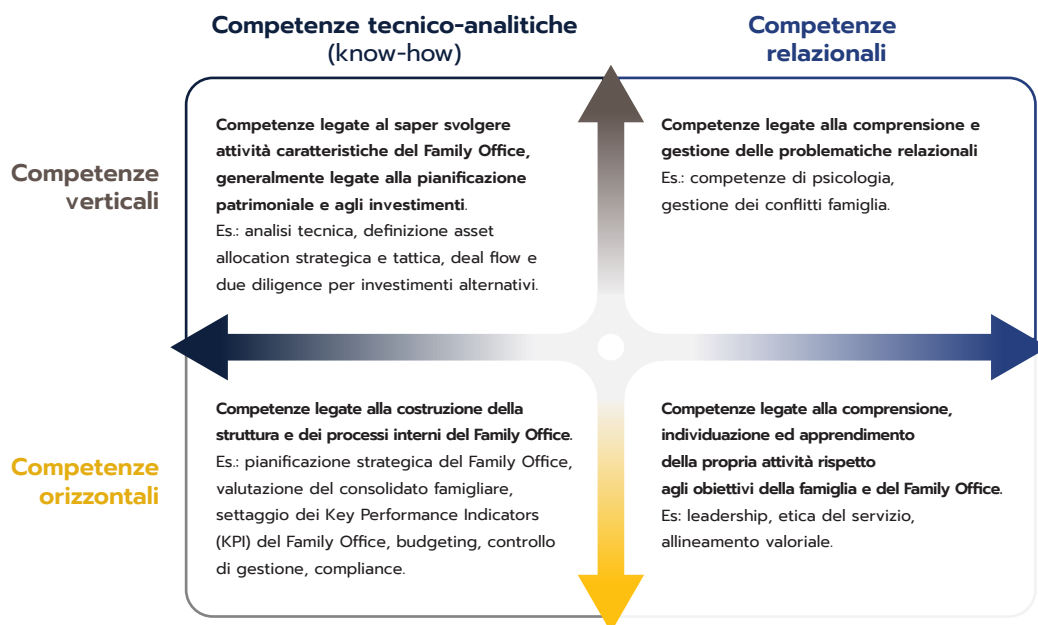 Competenze tecnico-analitiche
(know-how)
Competenze
relazionali
Competenze
verticali
Competenze legate al saper svolgere
attività caratteristiche del Family Office,
generalmente legate alla pianificazione
patrimoniale e agli investimenti.
Es.: analisi tecnica, definizione asset
allocation strategica e tattica, deal flow e
due diligence per investimenti alternativi.
Competenze legate alla comprensione e
gestione delle problematiche relazionali
Es.: competenze di psicologia,
gestione dei conflitti famiglia.
Competenze
orizzontali
Competenze legate alla costruzione della
struttura e dei processi interni del Family Office.
Es.: pianificazione strategica del Family Office,
valutazione del consolidato famigliare,
settaggio dei Key Performance Indicators
(KPI) del Family Office, budgeting, controllo
di gestione, compliance.
Competenze legate alla comprensione,
individuazione ed apprendimento
della propria attività rispetto
agli obiettivi della famiglia e del Family Office.
Es: leadership, etica del servizio,
allineamento valoriale.